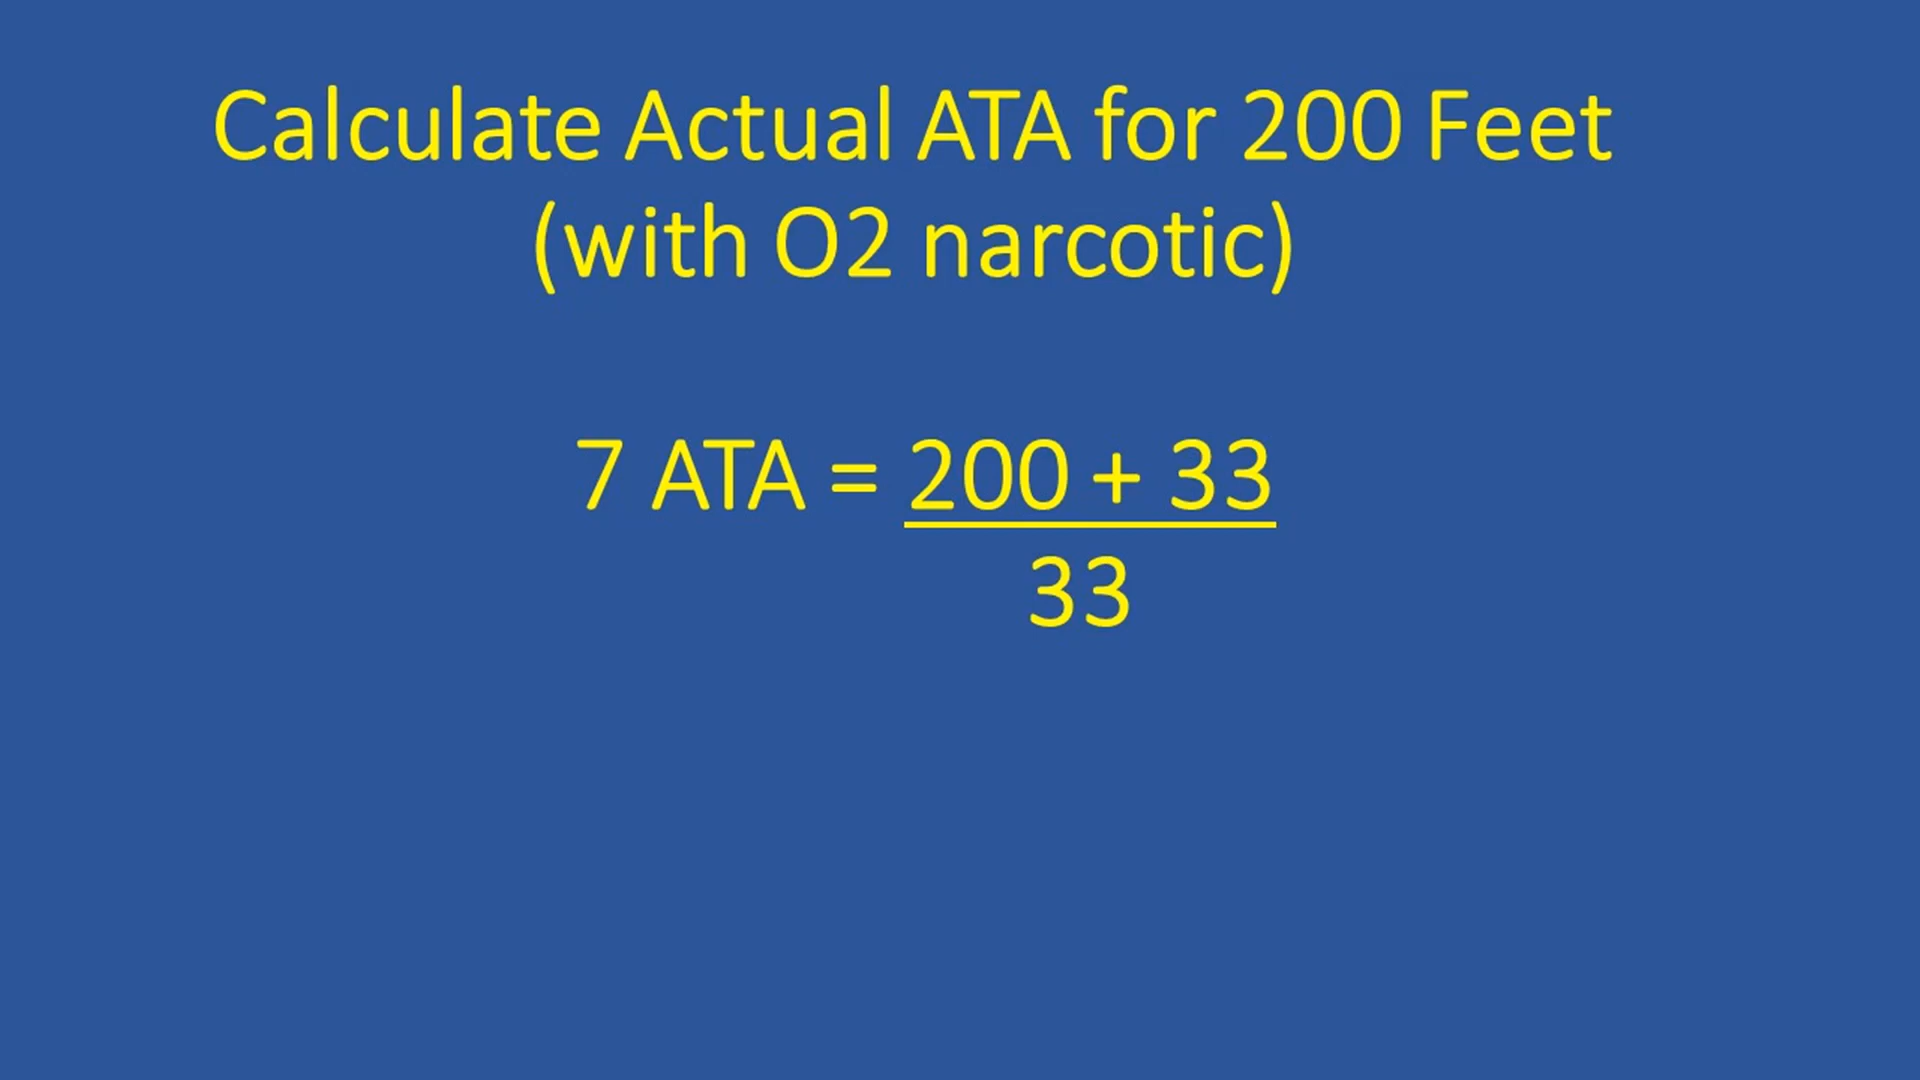 Calculate Actual ATA for 200 Feet
(with O2 narcotic)
7 ATA = 200 + 33
33